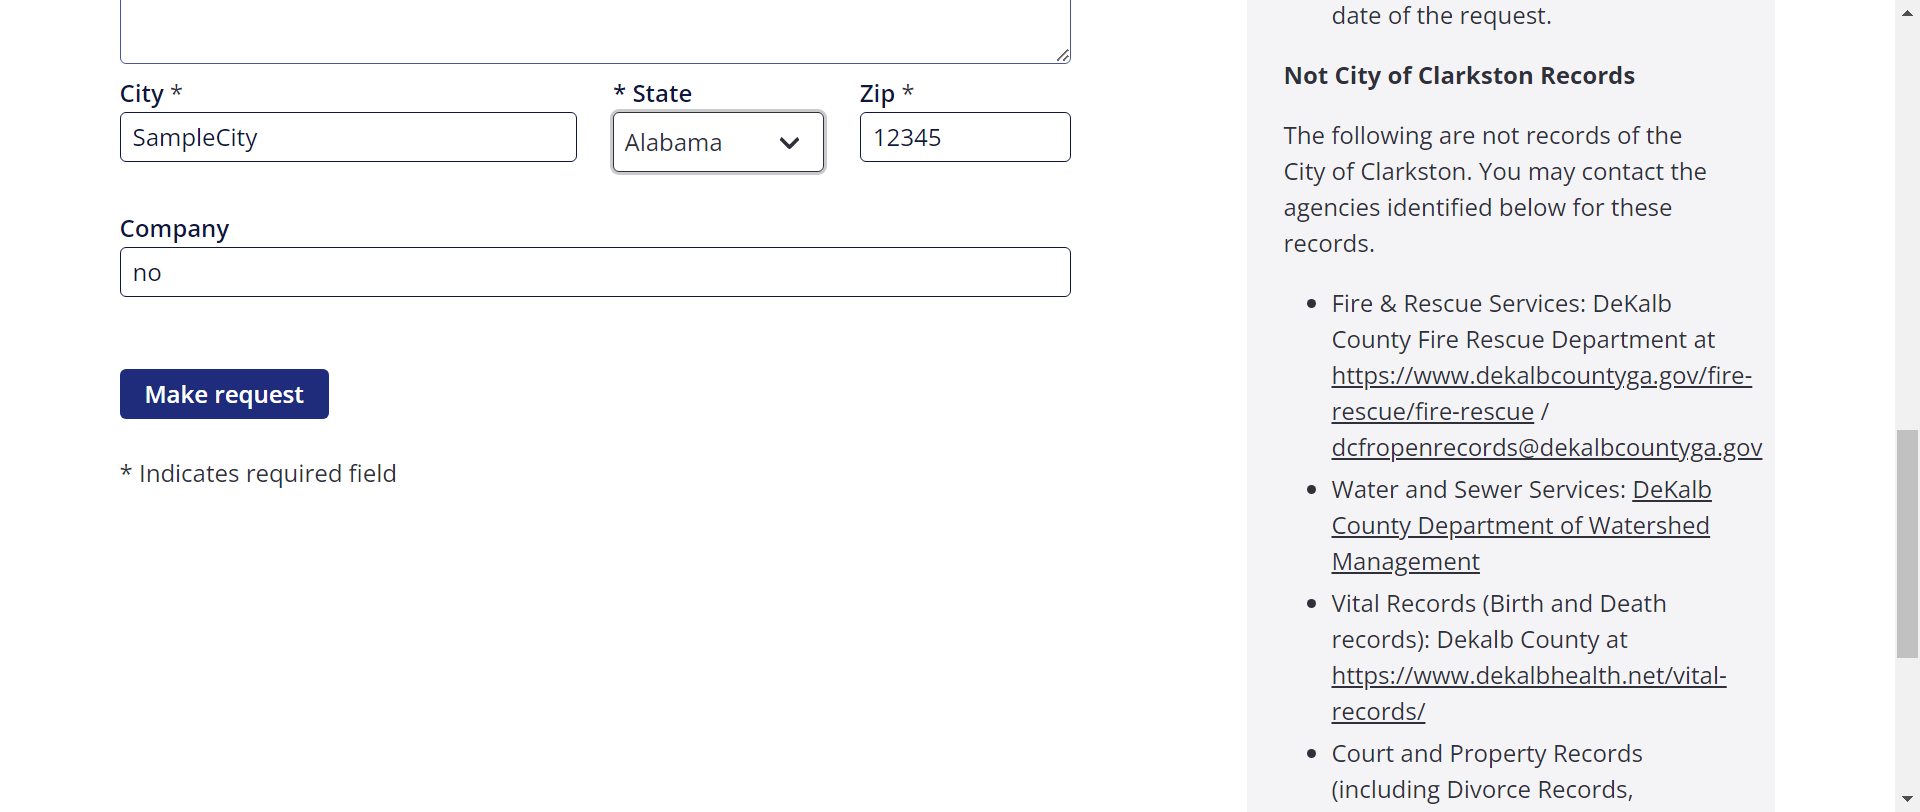 City *
* State
Zip *
SampleCity
Alabama
12345
Company
no
Make request
* Indicates required field
date of the request.
Not City of Clarkston Records
The following are not records of the
City of Clarkston. You may contact the
agencies identified below for these
records.
Fire & Rescue Services: DeKalb
County Fire Rescue Department at
https://www.dekalbcountyga.gov/fire-
rescue/fire-rescue /
dcfropenrecords@dekalbcountyga.gov
Water and Sewer Services: DeKalb
County Department of Watershed
Management
Vital Records (Birth and Death
records): Dekalb County at
https://www.dekalbhealth.net/vital-
records/
Court and Property Records
(including Divorce Records,